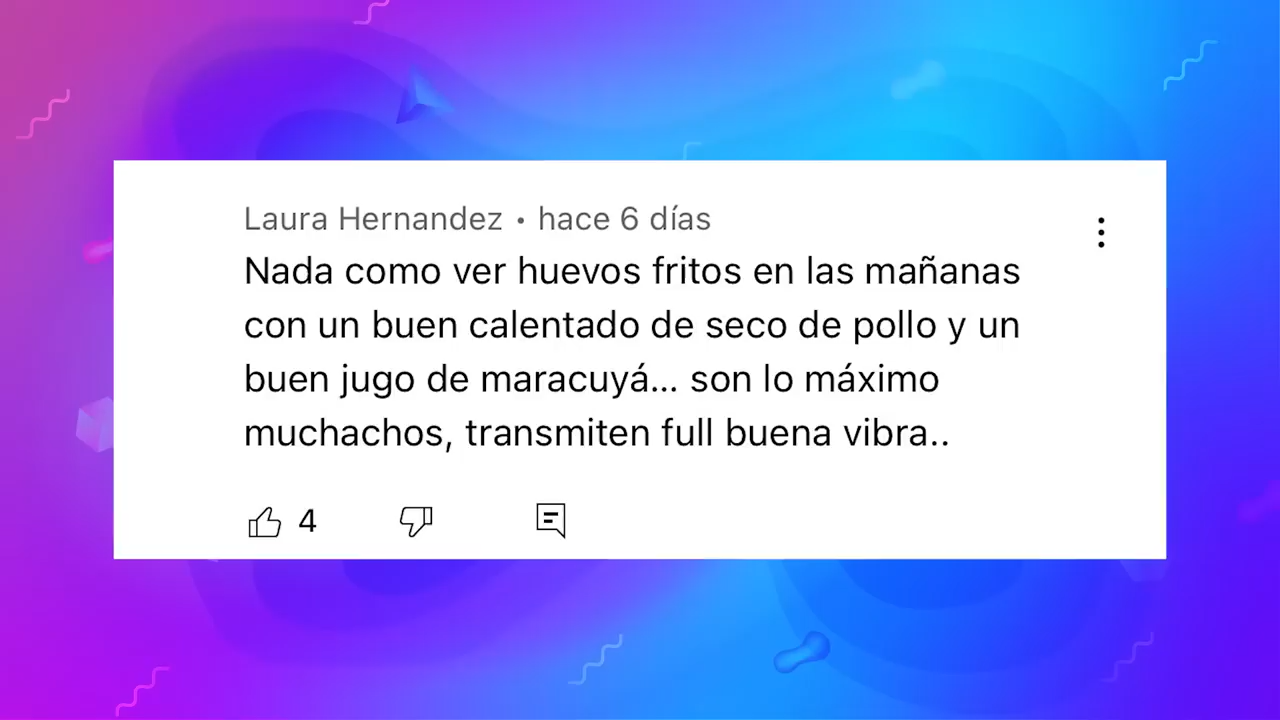 Laura Hernandez • hace 6 días
Nada como ver huevos fritos en las mañanas
con un buen calentado de seco de pollo y un
buen jugo de maracuyá... son lo máximo
muchachos, transmiten full buena vibra..
4